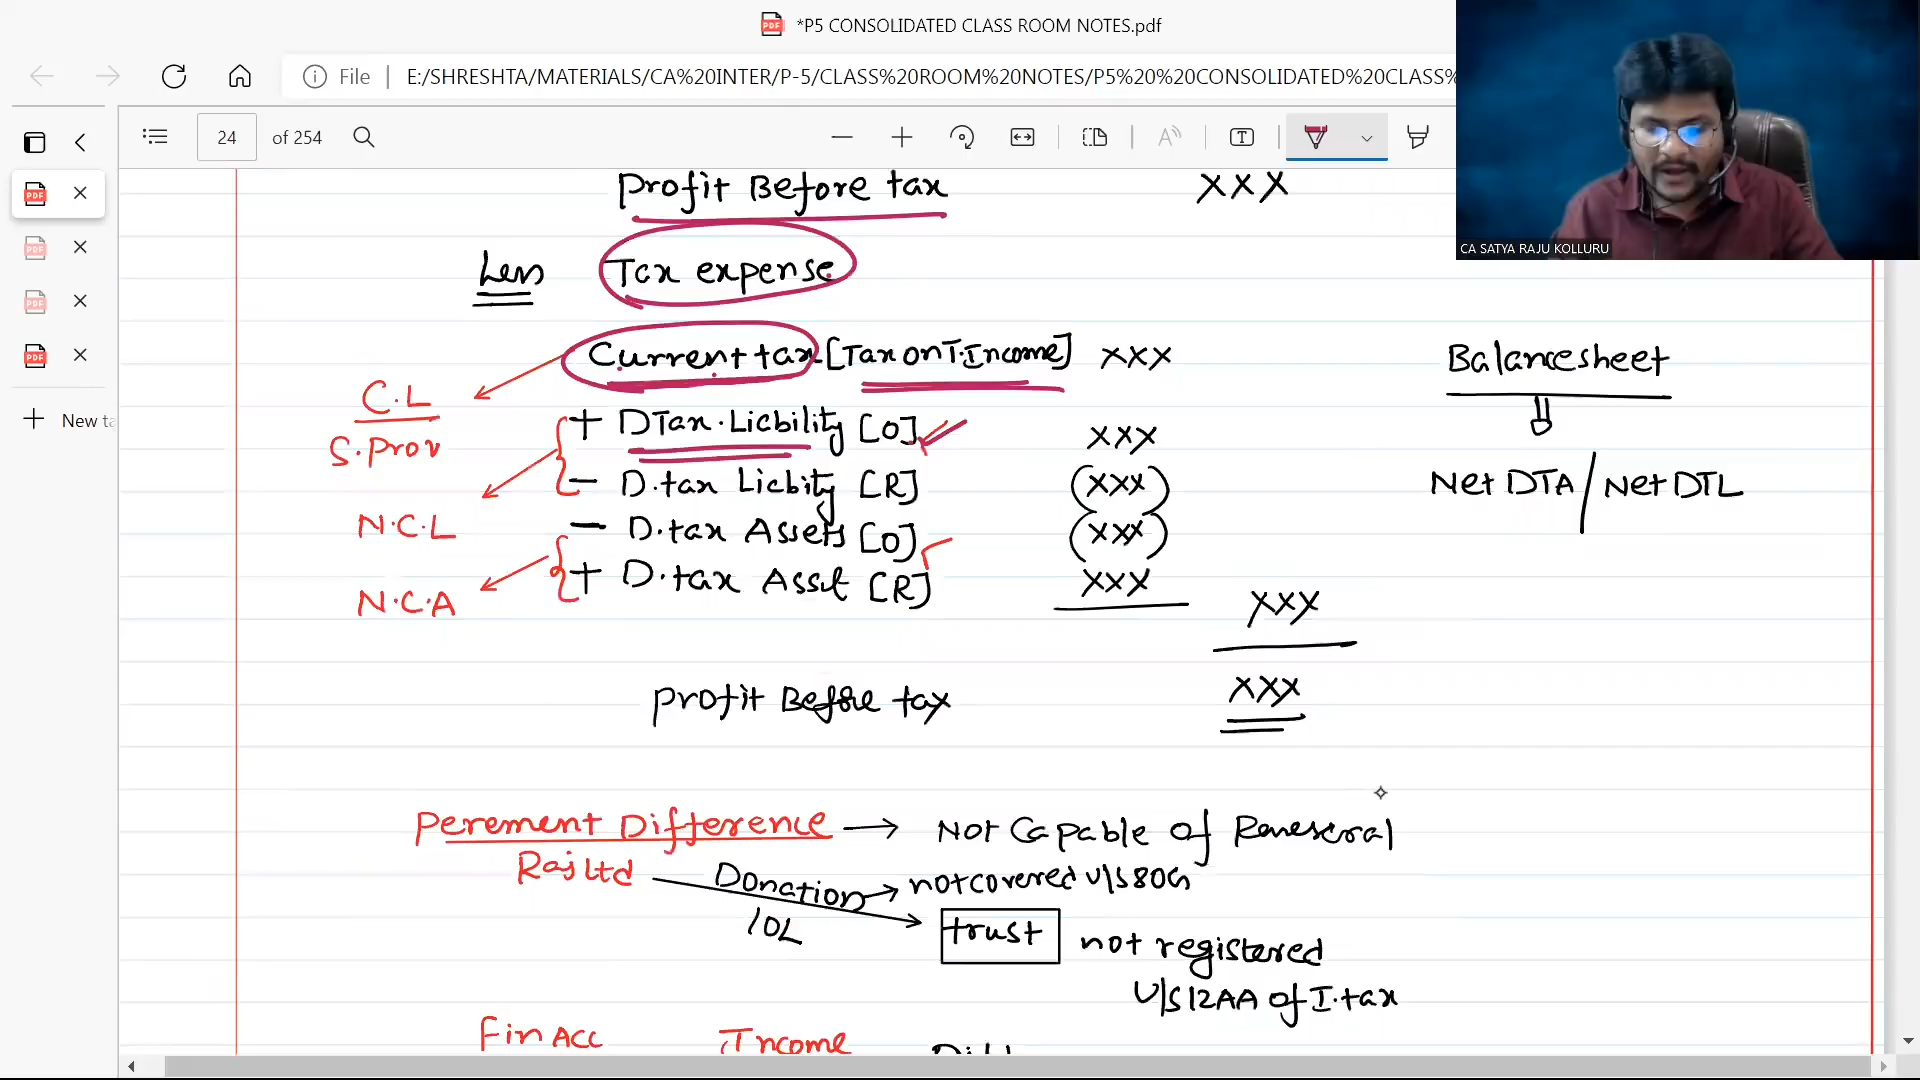 *P5 CONSOLIDATED CLASS ROOM NOTES.pdf
File
E:/SHRESHTA/MATERIALS/CA%20INTER/P-5/CLASS%20ROOM%20NOTES/P5%20%20CONSOLIDATED%20CLASS%
24 of 254
New ta
CA SATYA RAJU KOLLURU
Profit Before tax XXX
Less Tax expense
Current tax [Tax on T.Income] XXX
Balancesheet
C.L
S.Prov
+ DTax.Liability [O] XXX
- D.tax Liability [R] (XXX)
Net DTA / Net DTL
N.C.L
- D.tax Assets [O] (XXX)
+ D.tax Asset [R] XXX
N.C.A
XXX
Profit Before tax XXX
Perement Difference → Not Capable of
Raj Ltd
Donation → not covered U/S 80G
10L
trust not registered
U/S 12AA of I.tax
Fin Acc Income